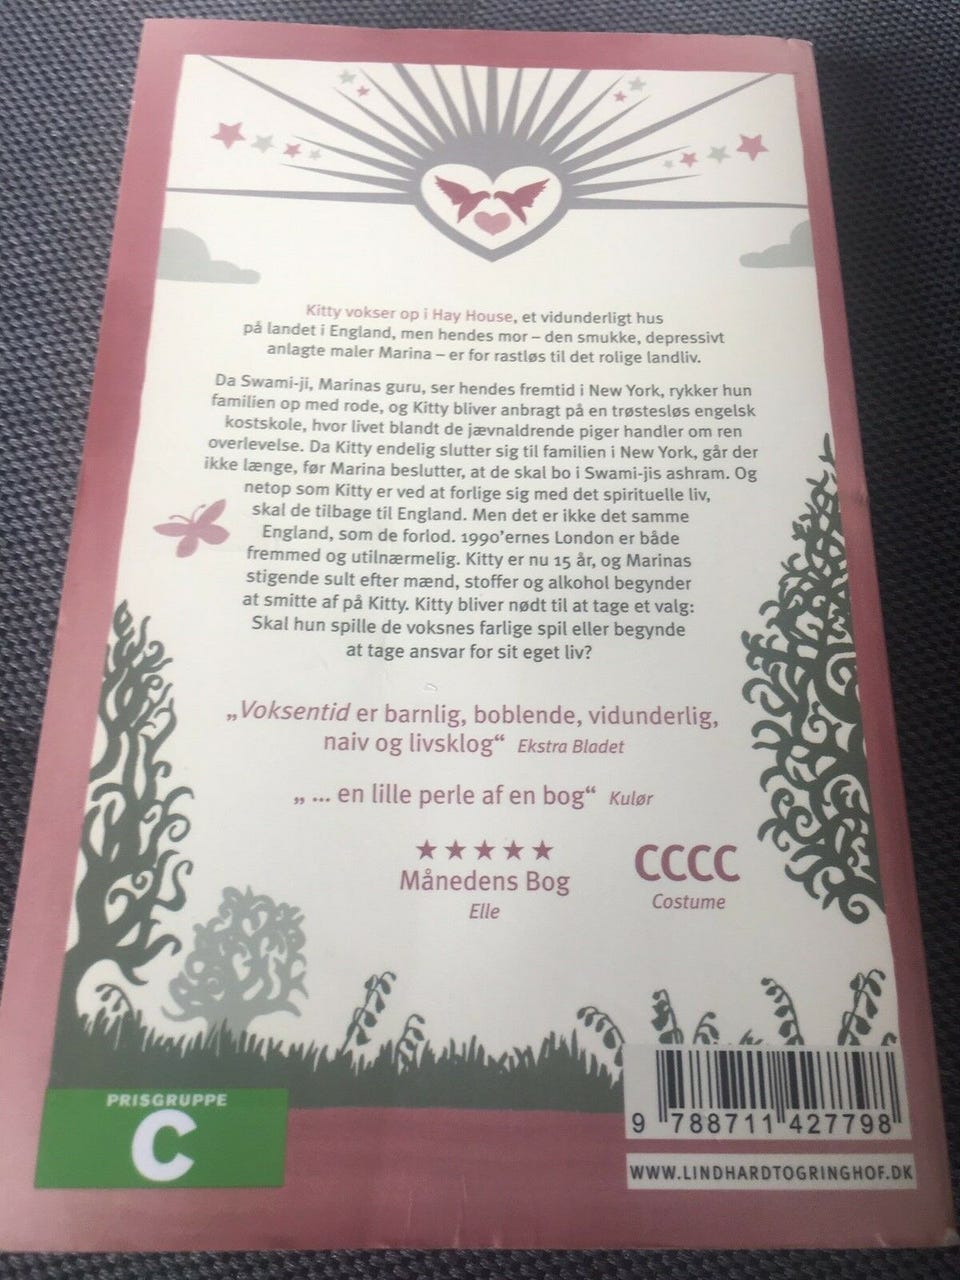 Kitty vokser op i Hay House, et vidunderligt hus
på landet i England, men hendes mor – den smukke, depressivt
anlagte maler Marina – er for rastløs til det rolige landliv.
Da Swami-ji, Marinas guru, ser hendes fremtid i New York, rykker hun
familien op med rode, og Kitty bliver anbragt på en trøstesløs engelsk
kostskole, hvor livet blandt de jævnaldrende piger handler om ren
overlevelse. Da Kitty endelig slutter sig til familien i New York, går der
ikke længe, før Marina beslutter, at de skal bo i Swami-jis ashram. Og
netop som Kitty er ved at forlige sig med det spirituelle liv,
skal de tilbage til England. Men det er ikke det samme
England, som de forlod. 1990'ernes London er både
fremmed og utilnærmelig. Kitty er nu 15 år, og Marinas
stigende sult efter mænd, stoffer og alkohol begynder
at smitte af på Kitty. Kitty bliver nødt til at tage et valg:
Skal hun spille de voksnes farlige spil eller begynde
at tage ansvar for sit eget liv?
„Voksentid er barnlig, boblende, vidunderlig,
naiv og livsklog“ Ekstra Bladet
„ ... en lille perle af en bog“ Kulør
★★★★★
Månedens Bog
Elle
CCCC
Costume
PRISGRUPPE
C
9 788711 427798
WWW.LINDHARDTOGRINGHOF.DK